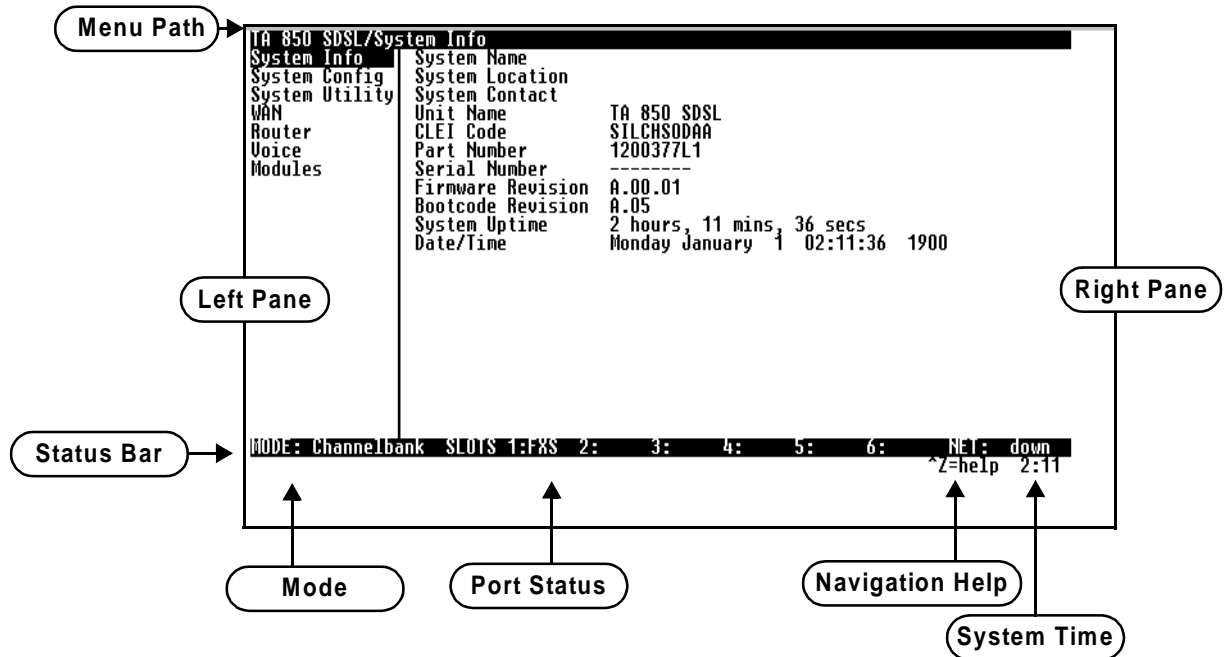 Menu Path
TA 850 SDSL/System Info
System Info System Name
System Config System Location
System Utility System Contact
WAN Unit Name TA 850 SDSL
Router CLEI Code SILCHSODAA
Voice Part Number 1200377L1
Modules Serial Number --------
Firmware Revision A.00.01
Bootcode Revision A.05
System Uptime 2 hours, 11 mins, 36 secs
Date/Time Monday January 1 02:11:36 1900
Left Pane
Right Pane
Status Bar
MODE: Channelbank SLOTS 1:FXS 2: 3: 4: 5: 6: NET: down
^Z=help 2:11
Mode
Port Status
Navigation Help
System Time